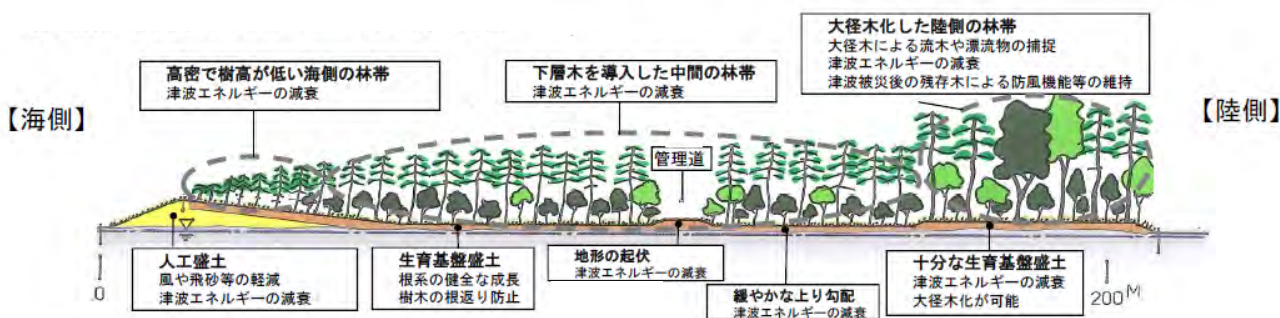 高密で樹高が低い海側の林帯
津波エネルギーの減衰
下層木を導入した中間の林帯
津波エネルギーの減衰
大径木化した陸側の林帯
大径木による流木や漂流物の捕捉
津波エネルギーの減衰
津波被災後の残存木による防風機能等の維持
【海側】
【陸側】
管理道
人工盛土
風や飛砂等の軽減
津波エネルギーの減衰
生育基盤盛土
根系の健全な成長
樹木の根返り防止
地形の起伏
津波エネルギーの減衰
緩やかな上り勾配
津波エネルギーの減衰
十分な生育基盤盛土
津波エネルギーの減衰
大径木化が可能
0
200M